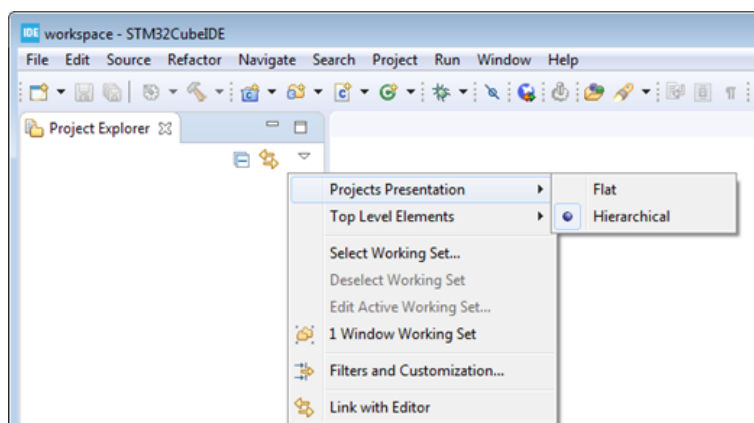 IDE workspace - STM32CubeIDE
File Edit Source Refactor Navigate Search Project Run Window Help
Project Explorer
Projects Presentation
Flat
Top Level Elements
Hierarchical
Select Working Set...
Deselect Working Set
Edit Active Working Set...
1 Window Working Set
Filters and Customization...
Link with Editor